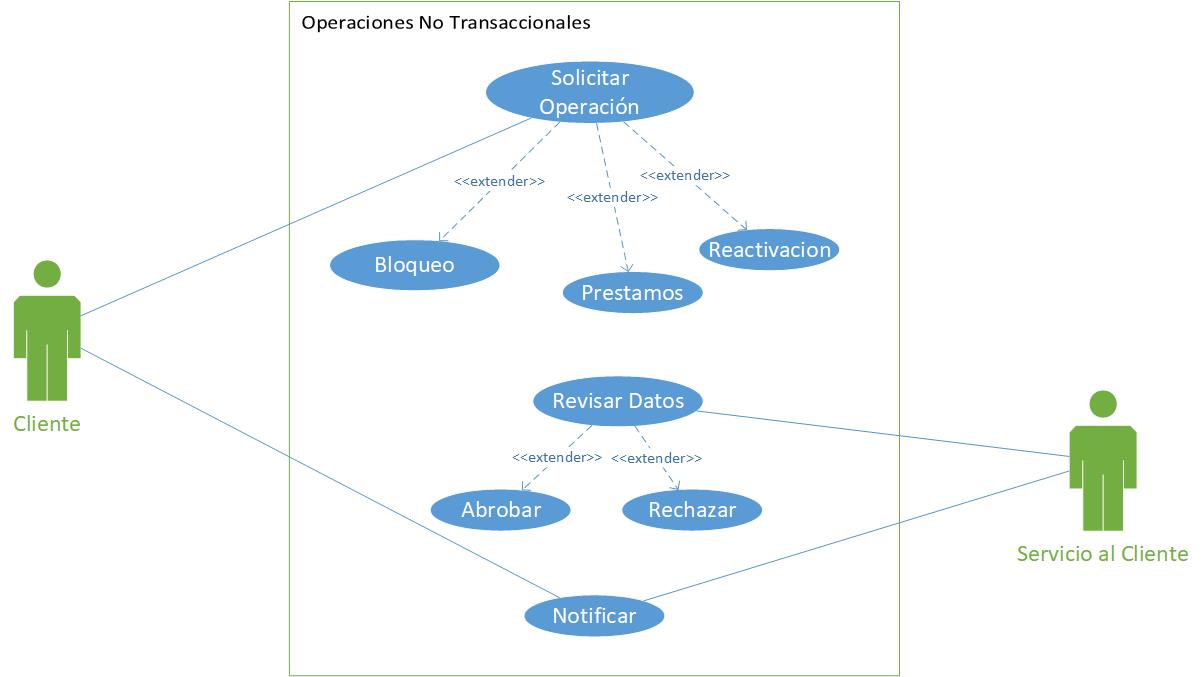 Operaciones No Transaccionales
Solicitar
Operación
<<extender>>
<<extender>>
<<extender>>
Bloqueo
Prestamos
Reactivacion
Cliente
Revisar Datos
<<extender>>
<<extender>>
Abrobar
Rechazar
Servicio al Cliente
Notificar